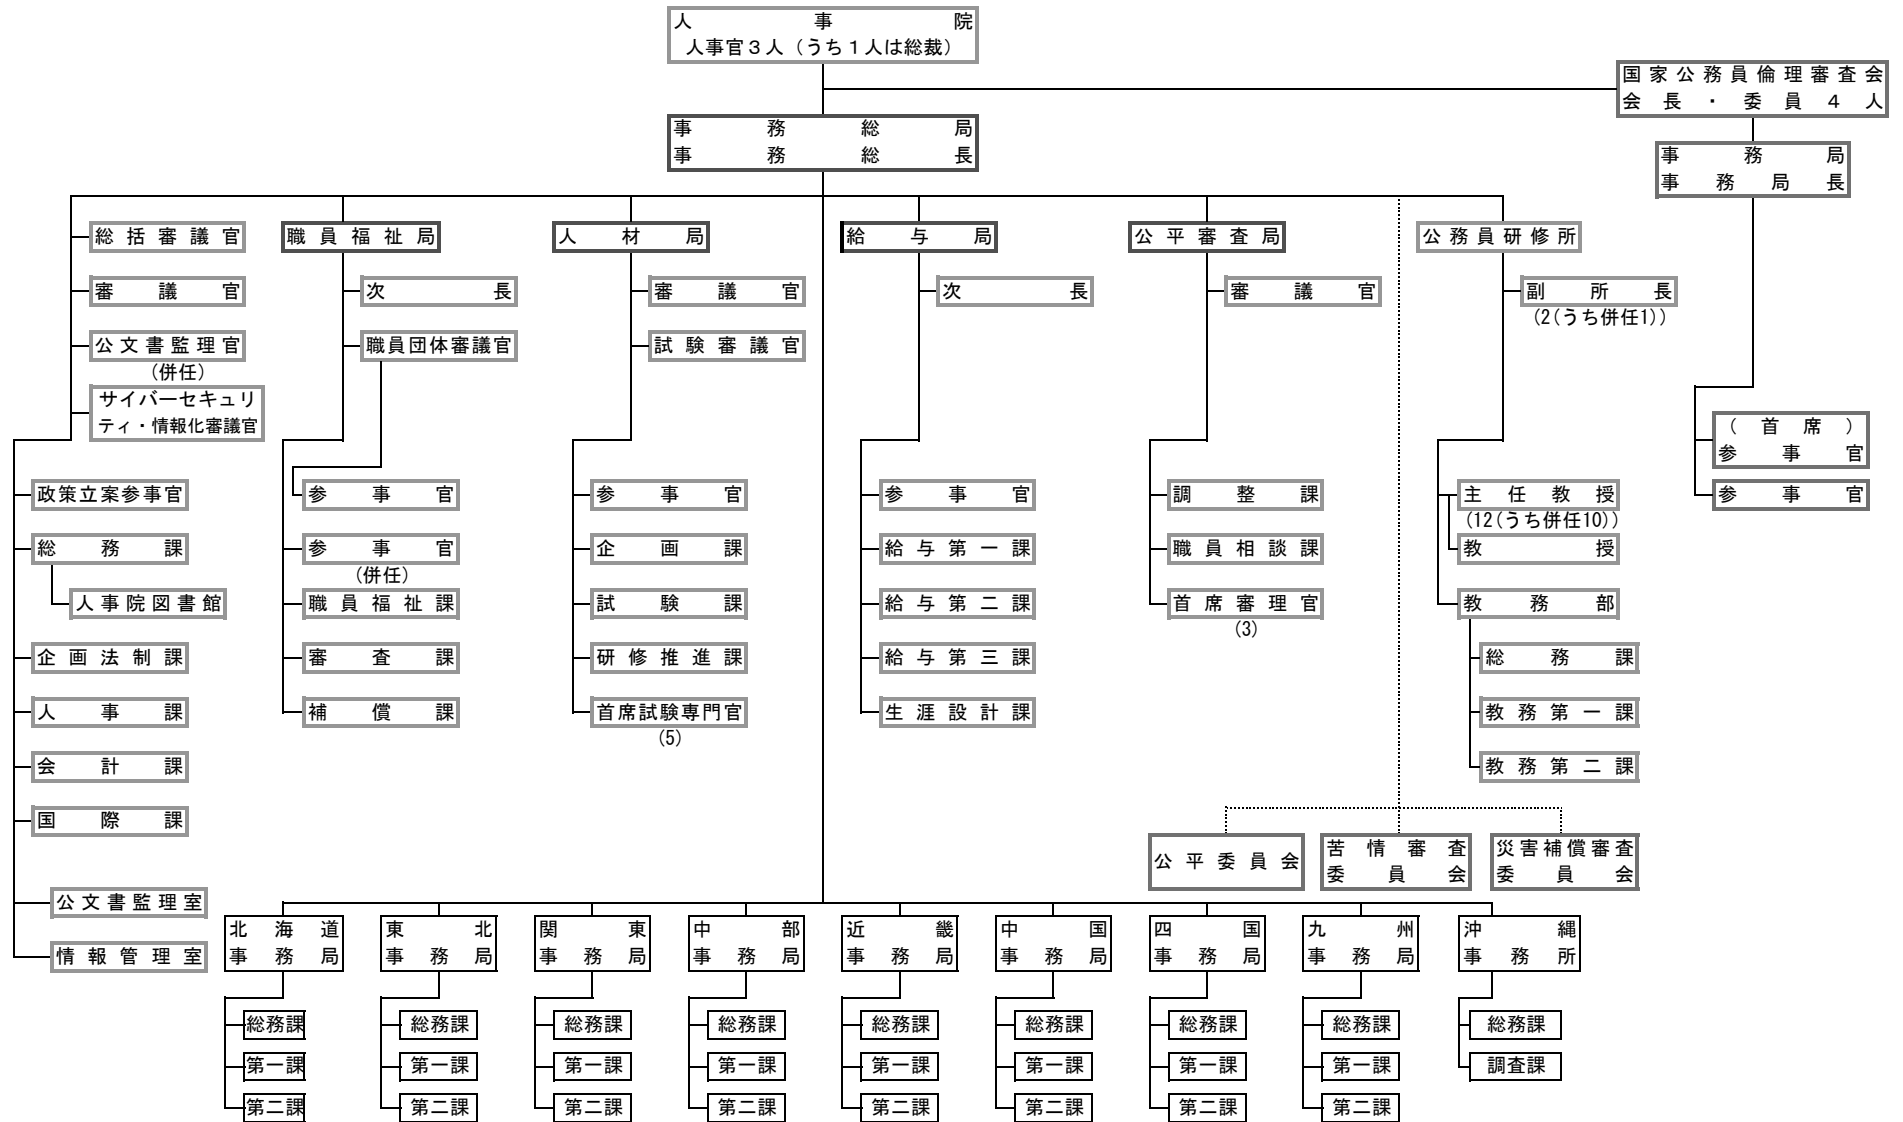 人事院
人事官３人（うち１人は総裁）
国家公務員倫理審査会
会長・委員４人
事務総局
事務総長
事務局
事務局長
総括審議官
審議官
公文書監理官
(併任)
サイバーセキュリ
ティ・情報化審議官
政策立案参事官
総務課
人事院図書館
企画法制課
人事課
会計課
国際課
公文書監理室
情報管理室
職員福祉局
次長
職員団体審議官
参事官
参事官
(併任)
職員福祉課
審査課
補償課
人材局
審議官
試験審議官
参事官
企画課
試験課
研修推進課
首席試験専門官
(5)
給与局
次長
参事官
給与第一課
給与第二課
給与第三課
生涯設計課
公平審査局
審議官
調整課
職員相談課
首席審理官
(3)
公務員研修所
副所長
(2(うち併任1))
主任教授
(12(うち併任10))
教授
教務部
総務課
教務第一課
教務第二課
（首席）
参事官
参事官
公平委員会
苦情審査
委員会
災害補償審査
委員会
北海道
事務局
総務課
第一課
第二課
東北
事務局
総務課
第一課
第二課
関東
事務局
総務課
第一課
第二課
中部
事務局
総務課
第一課
第二課
近畿
事務局
総務課
第一課
第二課
中国
事務局
総務課
第一課
第二課
四国
事務局
総務課
第一課
第二課
九州
事務局
総務課
第一課
第二課
沖縄
事務所
総務課
調査課